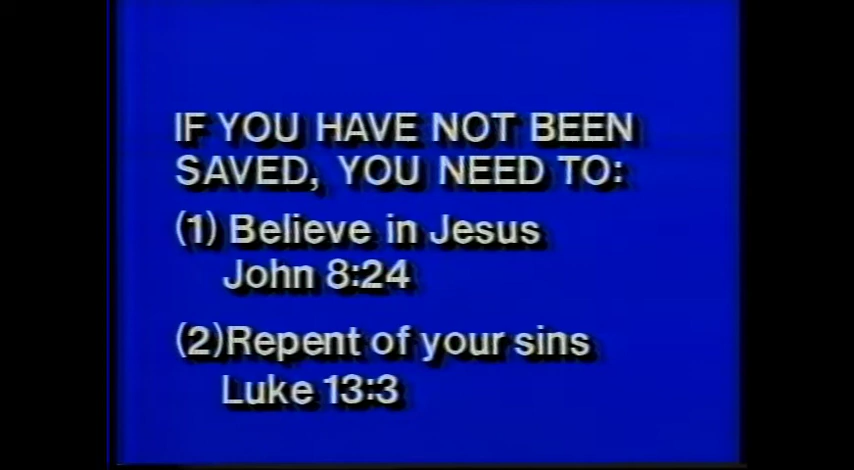 IF YOU HAVE NOT BEEN
SAVED, YOU NEED TO:
(1) Believe in Jesus
John 8:24
(2)Repent of your sins
Luke 13:3